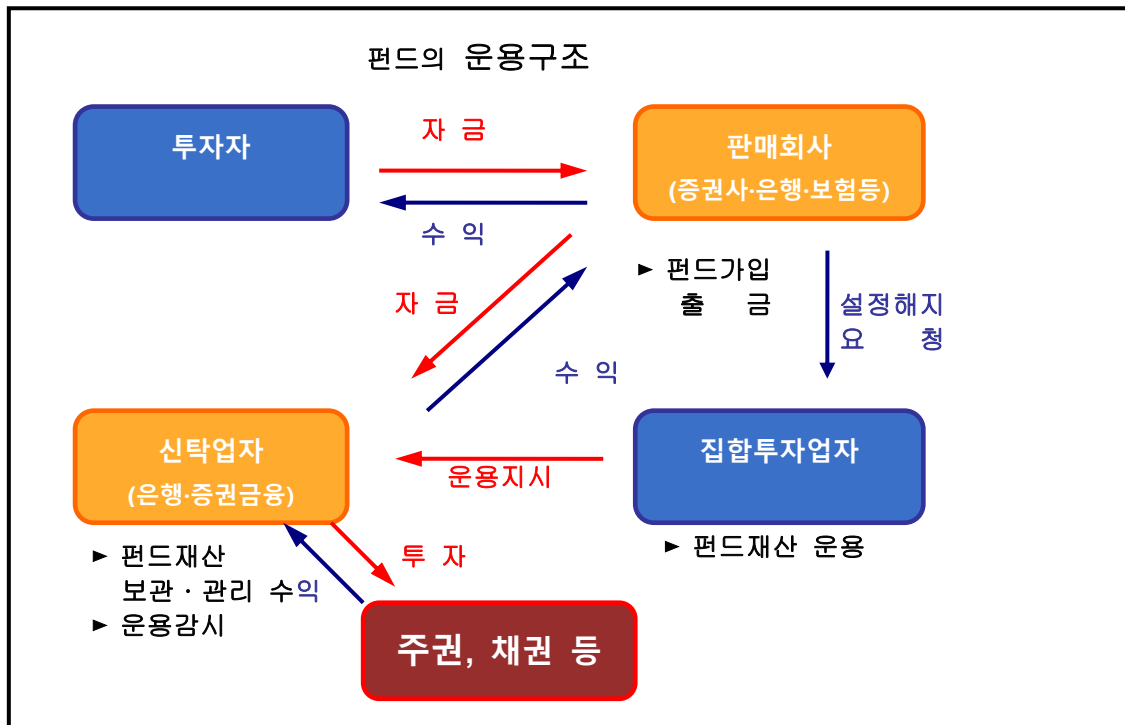 펀드의 운용구조
투자자
자 금
판매회사
(증권사·은행·보험등)
수 익
► 펀드가입
출 금
자 금
설정해지
요 청
수 익
신탁업자
(은행·증권금융)
집합투자업자
운용지시
► 펀드재산 운용
► 펀드재산
보관 · 관리 수익
► 운용감시
투 자
주권, 채권 등